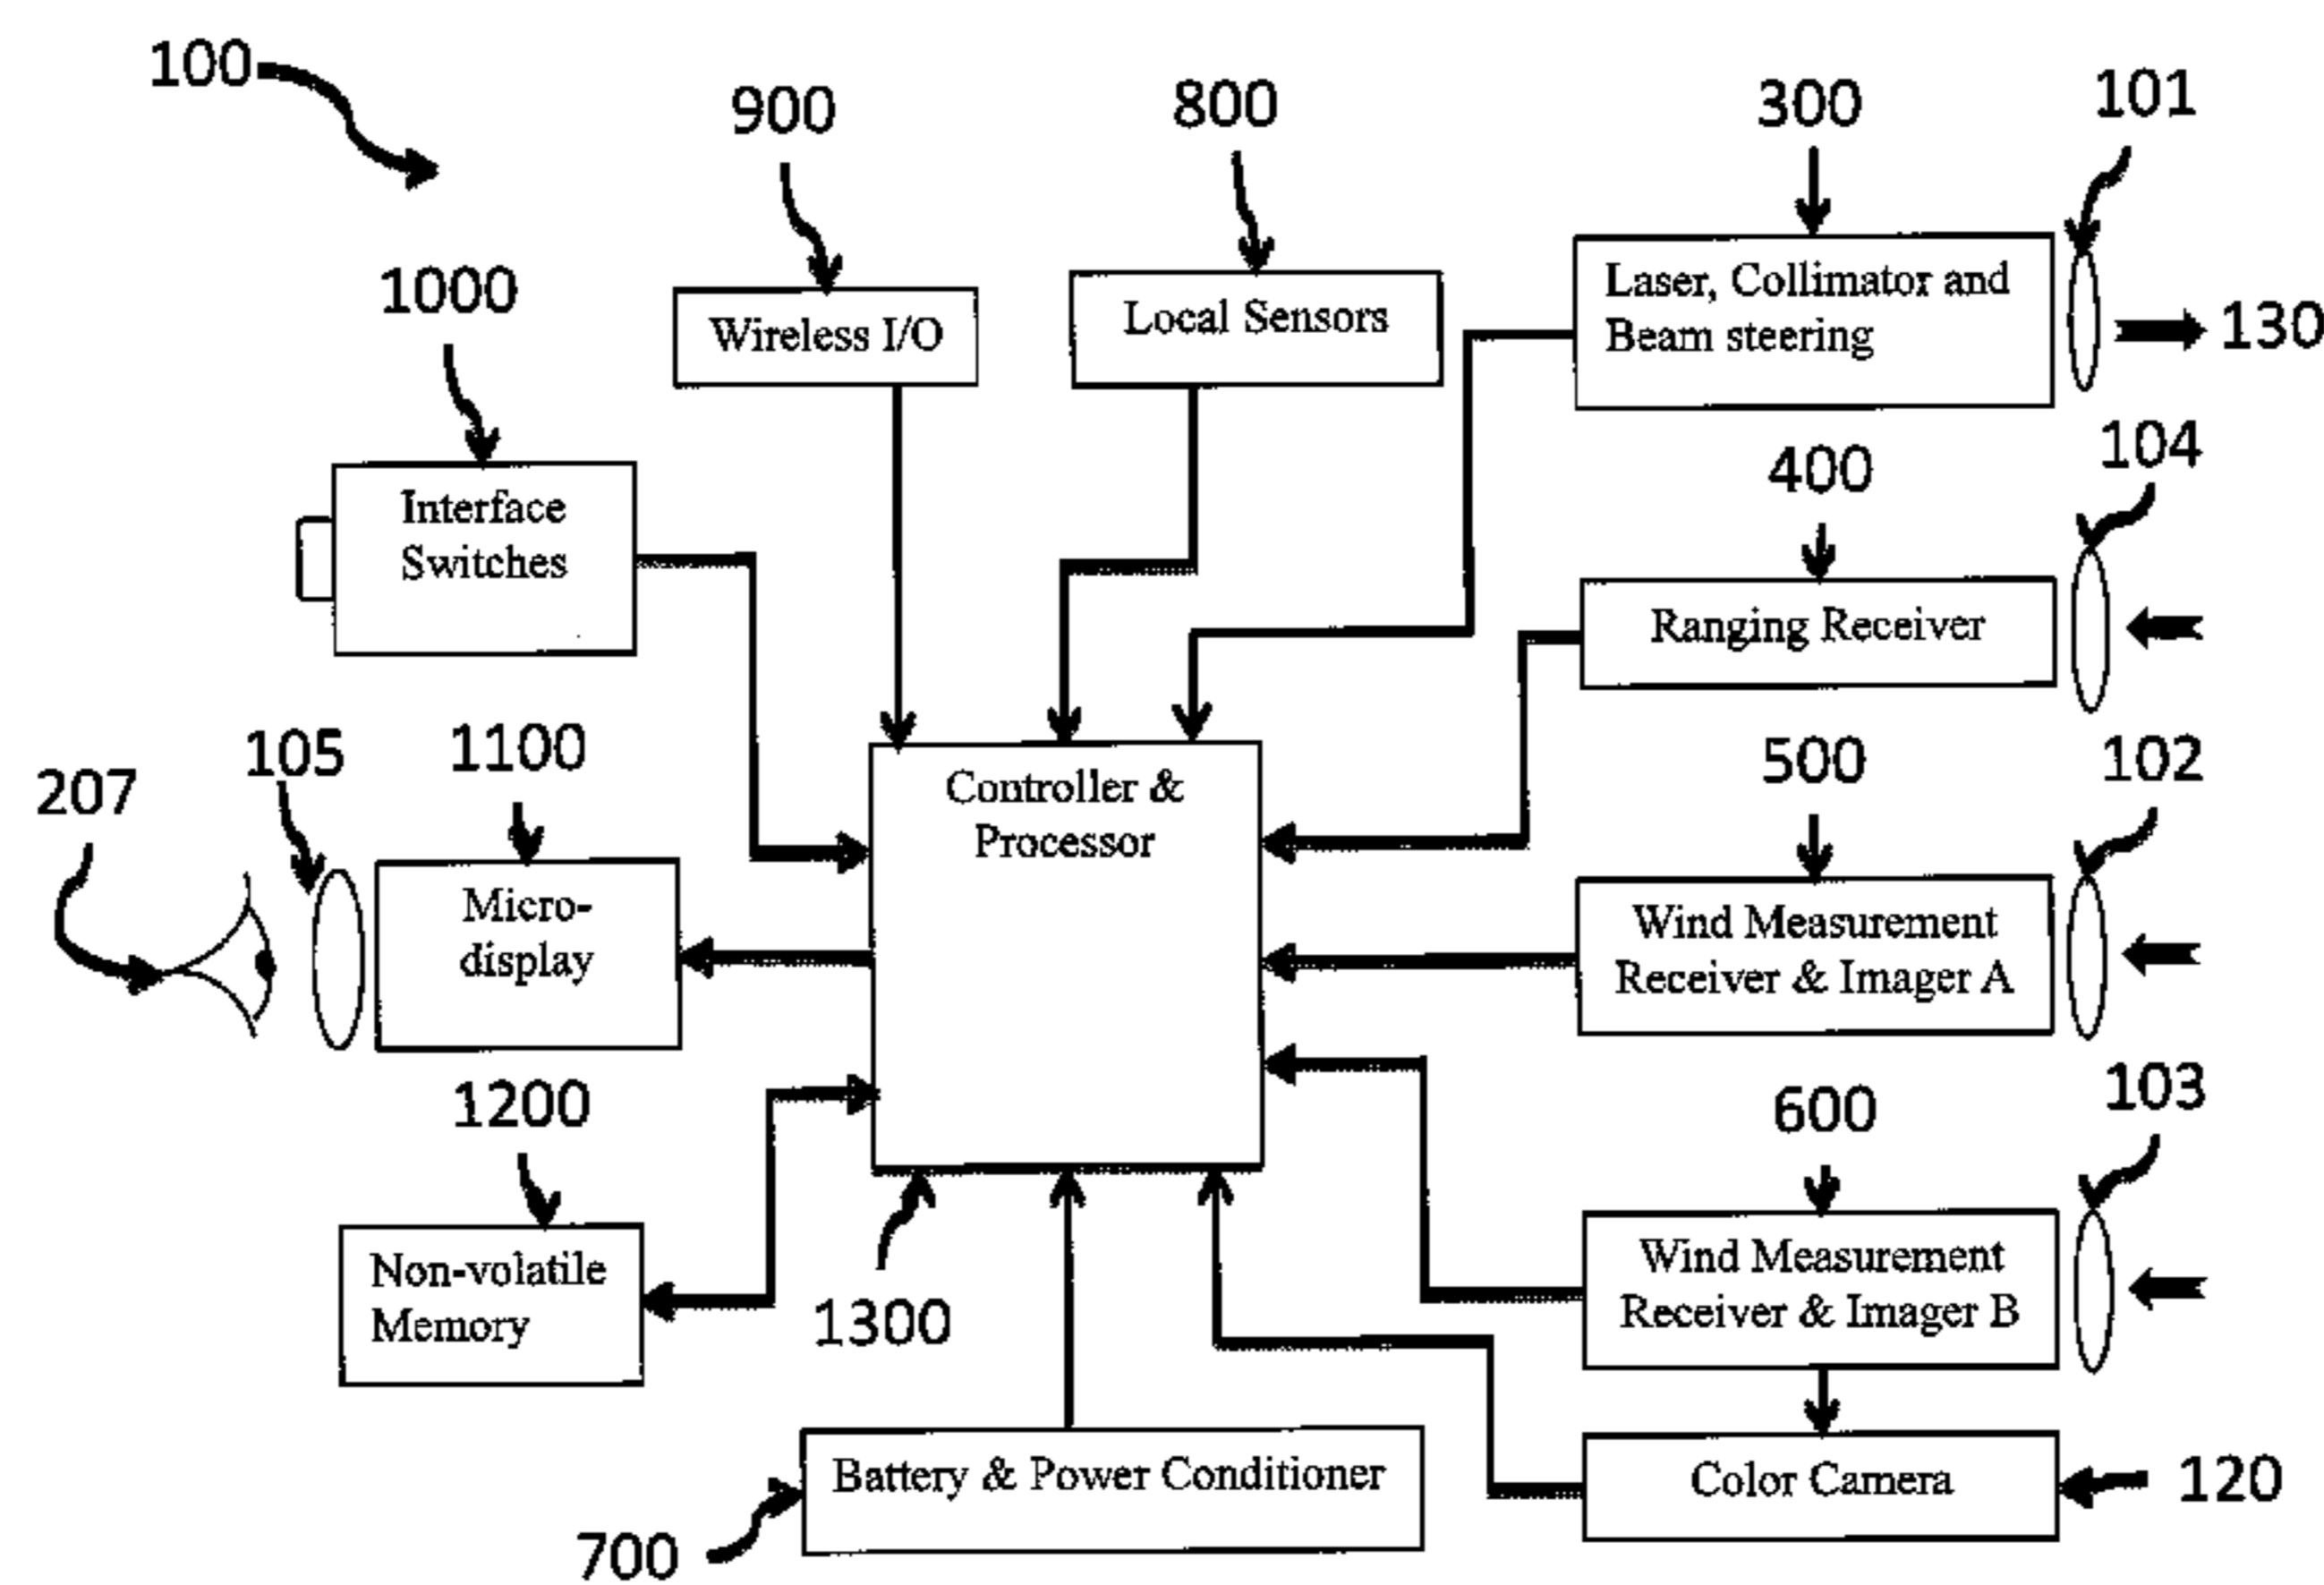 100
900
800
300
101
1000
Wireless I/O
Local Sensors
Laser, Collimator and
Beam steering
130
Interface
Switches
400
104
Ranging Receiver
207
105
1100
Micro-
display
Controller &
Processor
500
102
Wind Measurement
Receiver & Imager A
1200
Non-volatile
Memory
1300
600
103
Wind Measurement
Receiver & Imager B
700
Battery & Power Conditioner
Color Camera
120